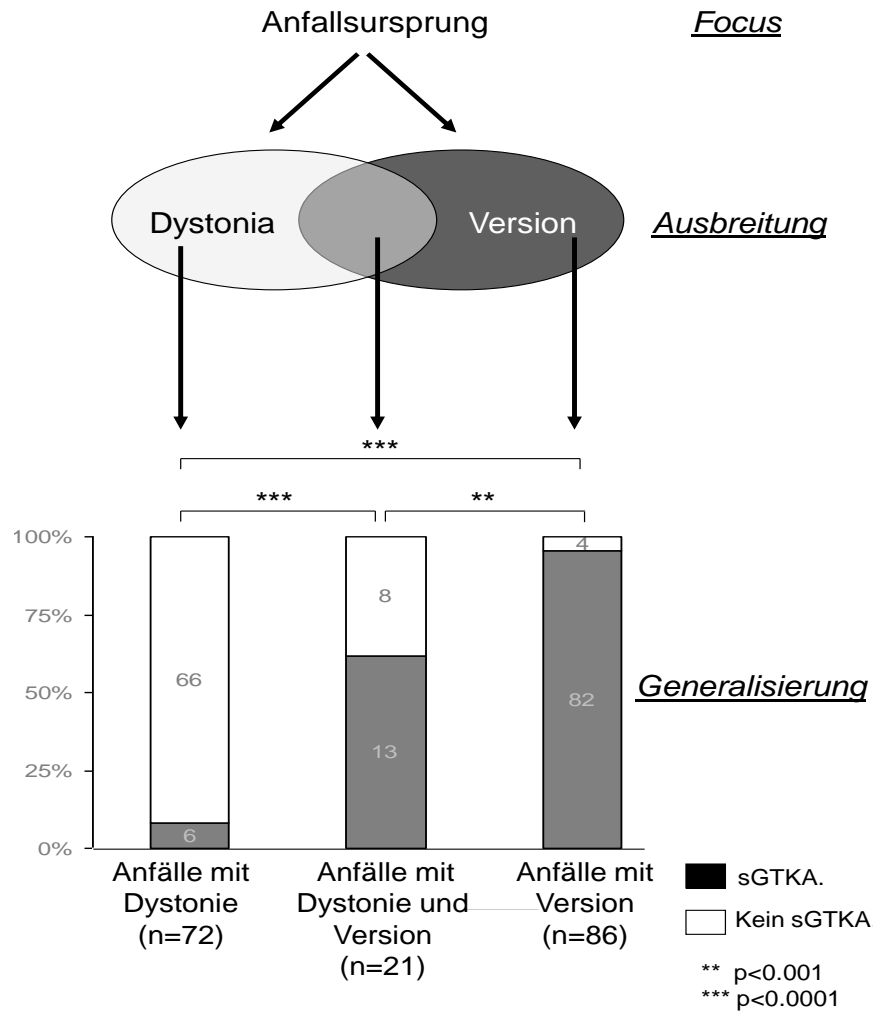 Anfallsursprung
Focus
Dystonia
Version
Ausbreitung
***
***
**
100%
75%
50%
25%
0%
66
6
8
13
4
82
Generalisierung
Anfälle mit
Dystonie
(n=72)
Anfälle mit
Dystonie und
Version
(n=21)
Anfälle mit
Version
(n=86)
sGTKA.
Kein sGTKA
** p<0.001
*** p<0.0001